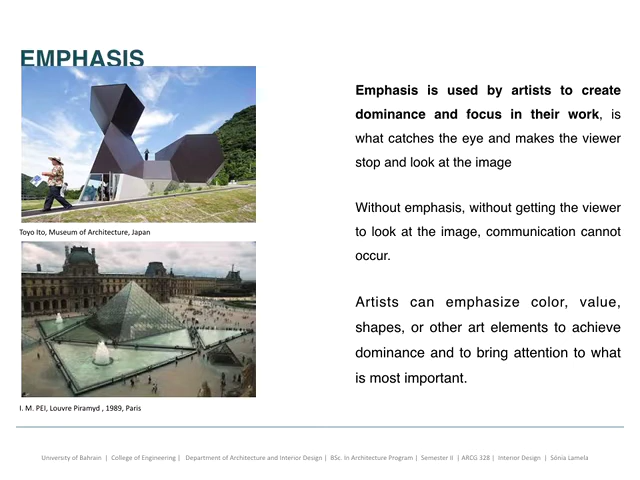 EMPHASIS
Emphasis is used by artists to create
dominance and focus in their work, is
what catches the eye and makes the viewer
stop and look at the image
Toyo Ito, Museum of Architecture, Japan
Without emphasis, without getting the viewer
to look at the image, communication cannot
occur.
Artists can emphasize color, value,
shapes, or other art elements to achieve
dominance and to bring attention to what
is most important.
I. M. PEI, Louvre Piramyd , 1989, Paris
University of Bahrain | College of Engineering | Department of Architecture and Interior Design | BSc. In Architecture Program | Semester II | ARCG 328 | Interior Design | Sónia Lamela